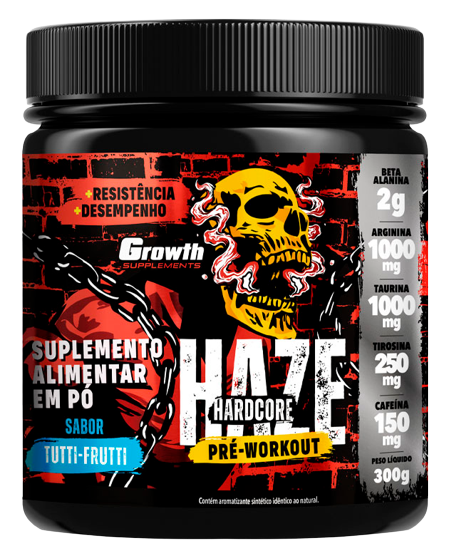 +RESISTÊNCIA
+DESEMPENHO
Growth
SUPPLEMENTS
SUPLEMENTO
ALIMENTAR
EM PÓ
SABOR
TUTTI-FRUTTI
HAZE
HARDCORE
PRÉ-WORKOUT
BETA
ALANINA
2g
ARGININA
1000
mg
TAURINA
1000
mg
TIROSINA
250
mg
CAFEÍNA
150
mg
PESO LÍQUIDO
300g
Contém aromatizante sintético idêntico ao natural.